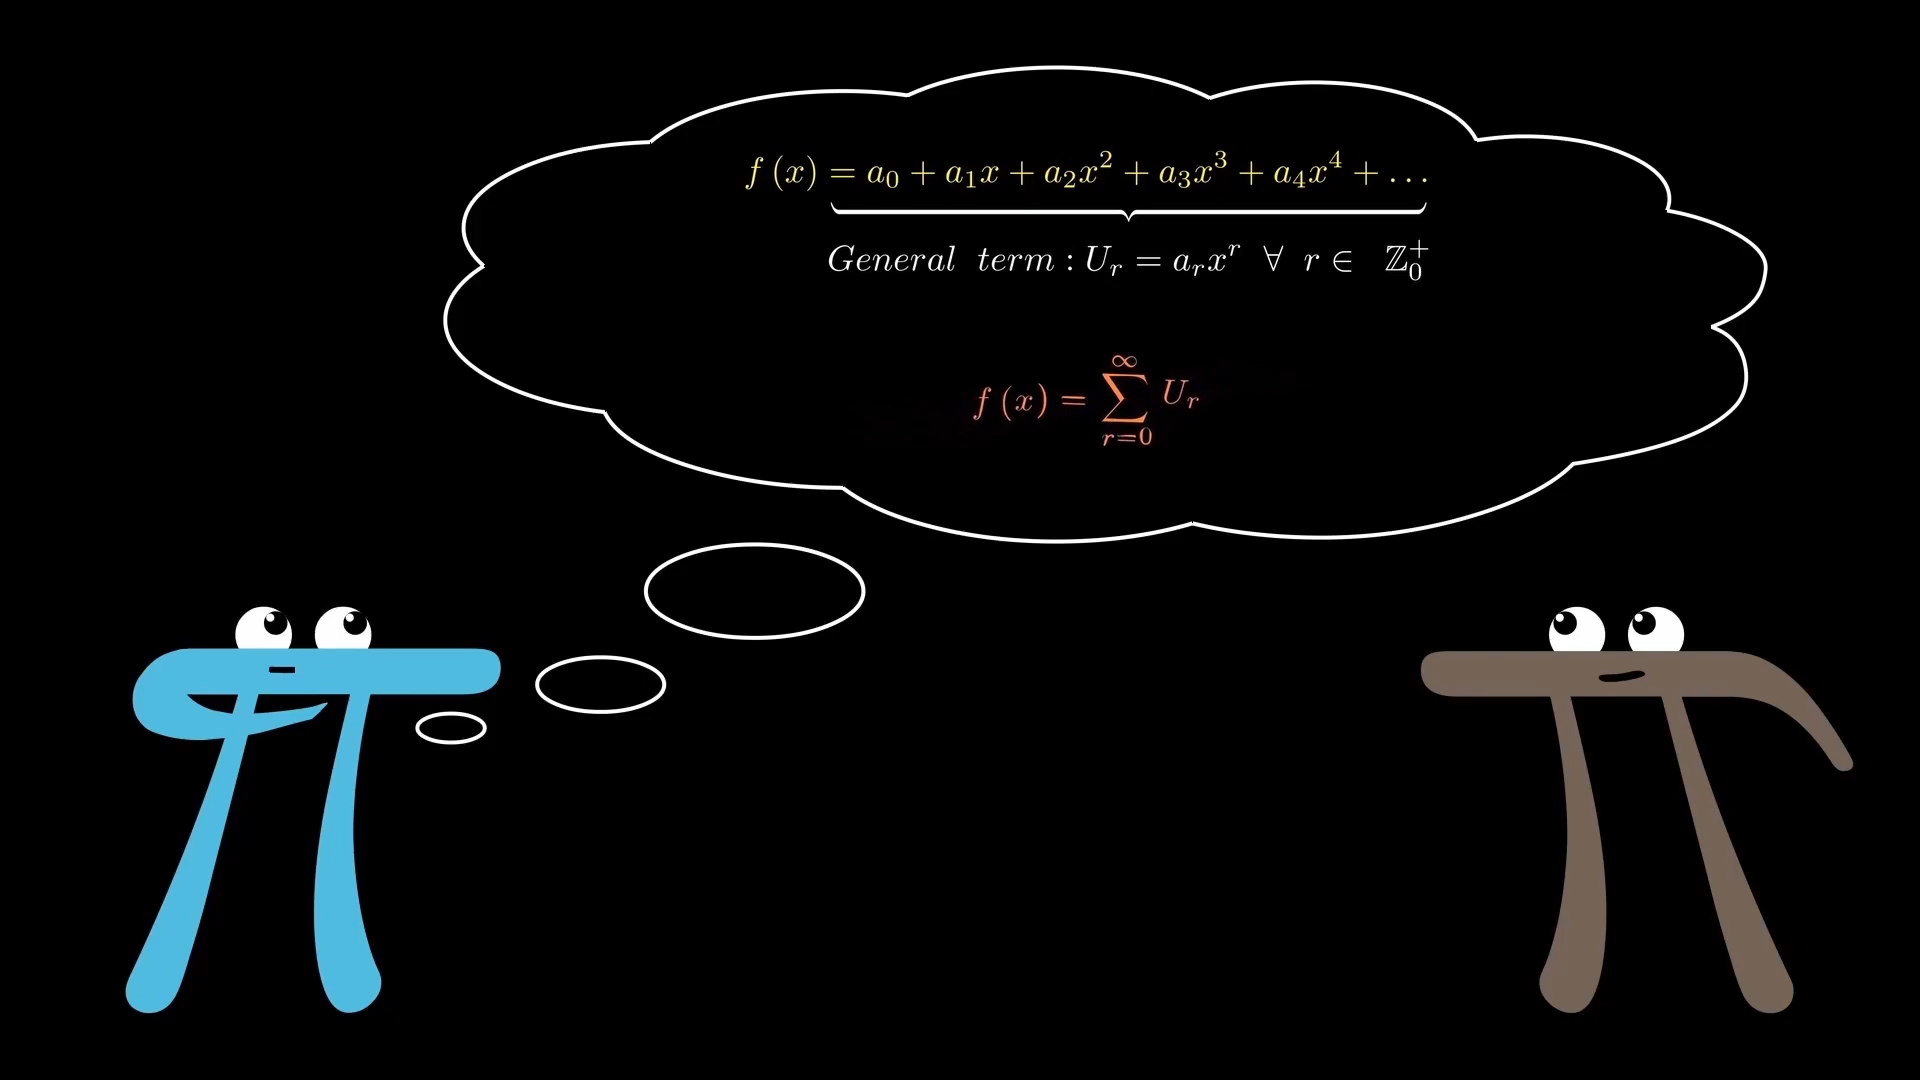 f (x) = a₀ + a₁x + a₂x² + a₃x³ + a₄x⁴ + ...
General term : Uᵣ = aᵣxʳ ∀ r ∈ ℤ₀⁺
f (x) = ∑_{r=0}^{∞} Uᵣ